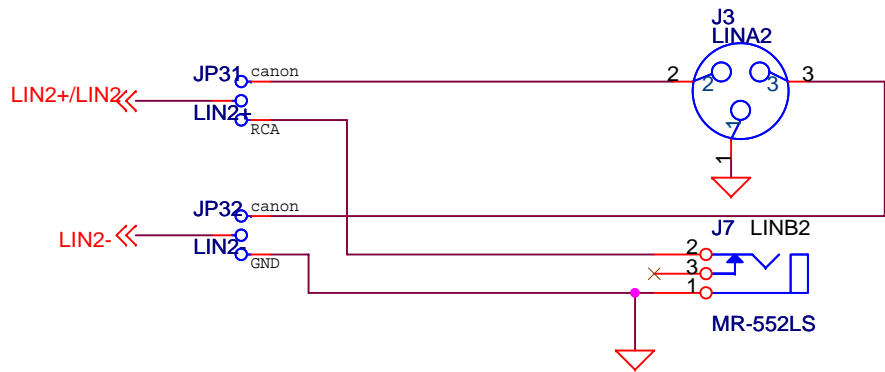 J3
LINA2
JP31 canon
2
2
3
3
LIN2+/LIN2-
LIN2+
RCA
1
1
JP32 canon
LIN2-
LIN2-
GND
J7 LINB2
2
3
1
MR-552LS